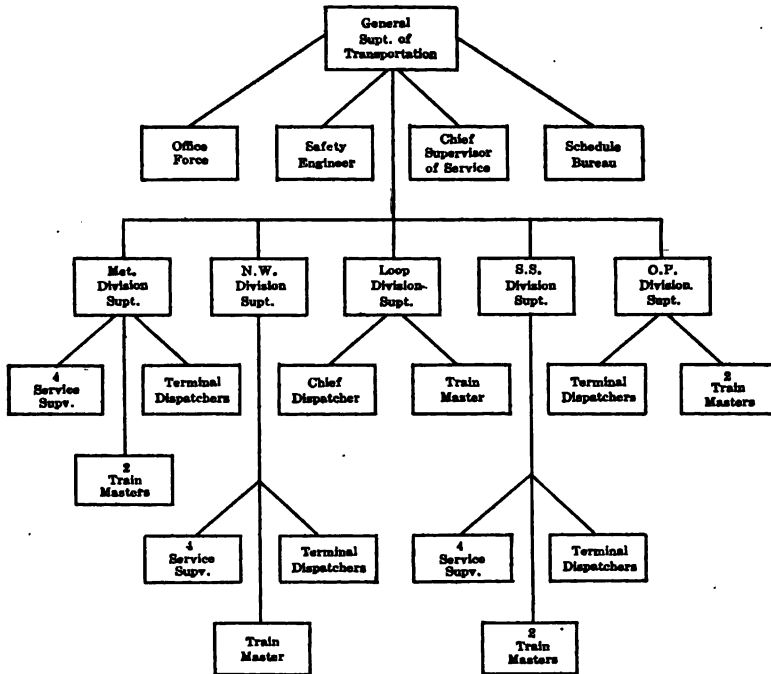 General
Supt. of
Transportation
Office
Force
Safety
Engineer
Chief
Supervisor
of Service
Schedule
Bureau
Met.
Division
Supt.
N.W.
Division
Supt.
Loop
Division
Supt.
S.S.
Division
Supt.
O.P.
Division
Supt.
4
Service
Supv.
Terminal
Dispatchers
Chief
Dispatcher
Train
Master
Terminal
Dispatchers
2
Train
Masters
2
Train
Masters
4
Service
Supv.
Terminal
Dispatchers
4
Service
Supv.
Terminal
Dispatchers
Train
Master
2
Train
Masters